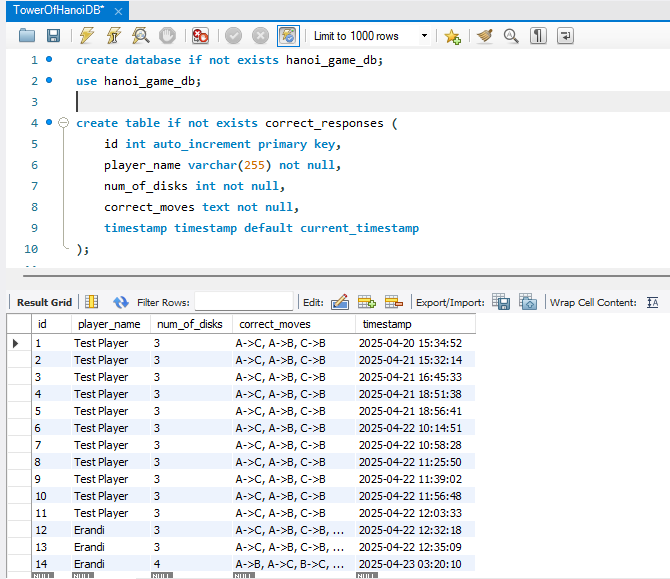 TowerOfHanoiDB* ×
Limit to 1000 rows
1 create database if not exists hanoi_game_db;
2 use hanoi_game_db;
3
4 create table if not exists correct_responses (
5 id int auto_increment primary key,
6 player_name varchar(255) not null,
7 num_of_disks int not null,
8 correct_moves text not null,
9 timestamp timestamp default current_timestamp
10 );
Result Grid Filter Rows: Edit: Export/Import: Wrap Cell Content: IA
id player_name num_of_disks correct_moves timestamp
1 Test Player 3 A->C, A->B, C->B 2025-04-20 15:34:52
2 Test Player 3 A->C, A->B, C->B 2025-04-21 15:32:14
3 Test Player 3 A->C, A->B, C->B 2025-04-21 16:45:33
4 Test Player 3 A->C, A->B, C->B 2025-04-21 18:51:38
5 Test Player 3 A->C, A->B, C->B 2025-04-21 18:56:41
6 Test Player 3 A->C, A->B, C->B 2025-04-22 10:14:51
7 Test Player 3 A->C, A->B, C->B 2025-04-22 10:58:28
8 Test Player 3 A->C, A->B, C->B 2025-04-22 11:25:50
9 Test Player 3 A->C, A->B, C->B 2025-04-22 11:39:02
10 Test Player 3 A->C, A->B, C->B 2025-04-22 11:56:48
11 Test Player 3 A->C, A->B, C->B 2025-04-22 12:03:33
12 Erandi 3 A->C, A->B, C->B, ... 2025-04-22 12:32:18
13 Erandi 3 A->C, A->B, C->B, ... 2025-04-22 12:35:09
14 Erandi 4 A->B, A->C, B->C, ... 2025-04-23 03:20:10
NULL NULL NULL NULL NULL